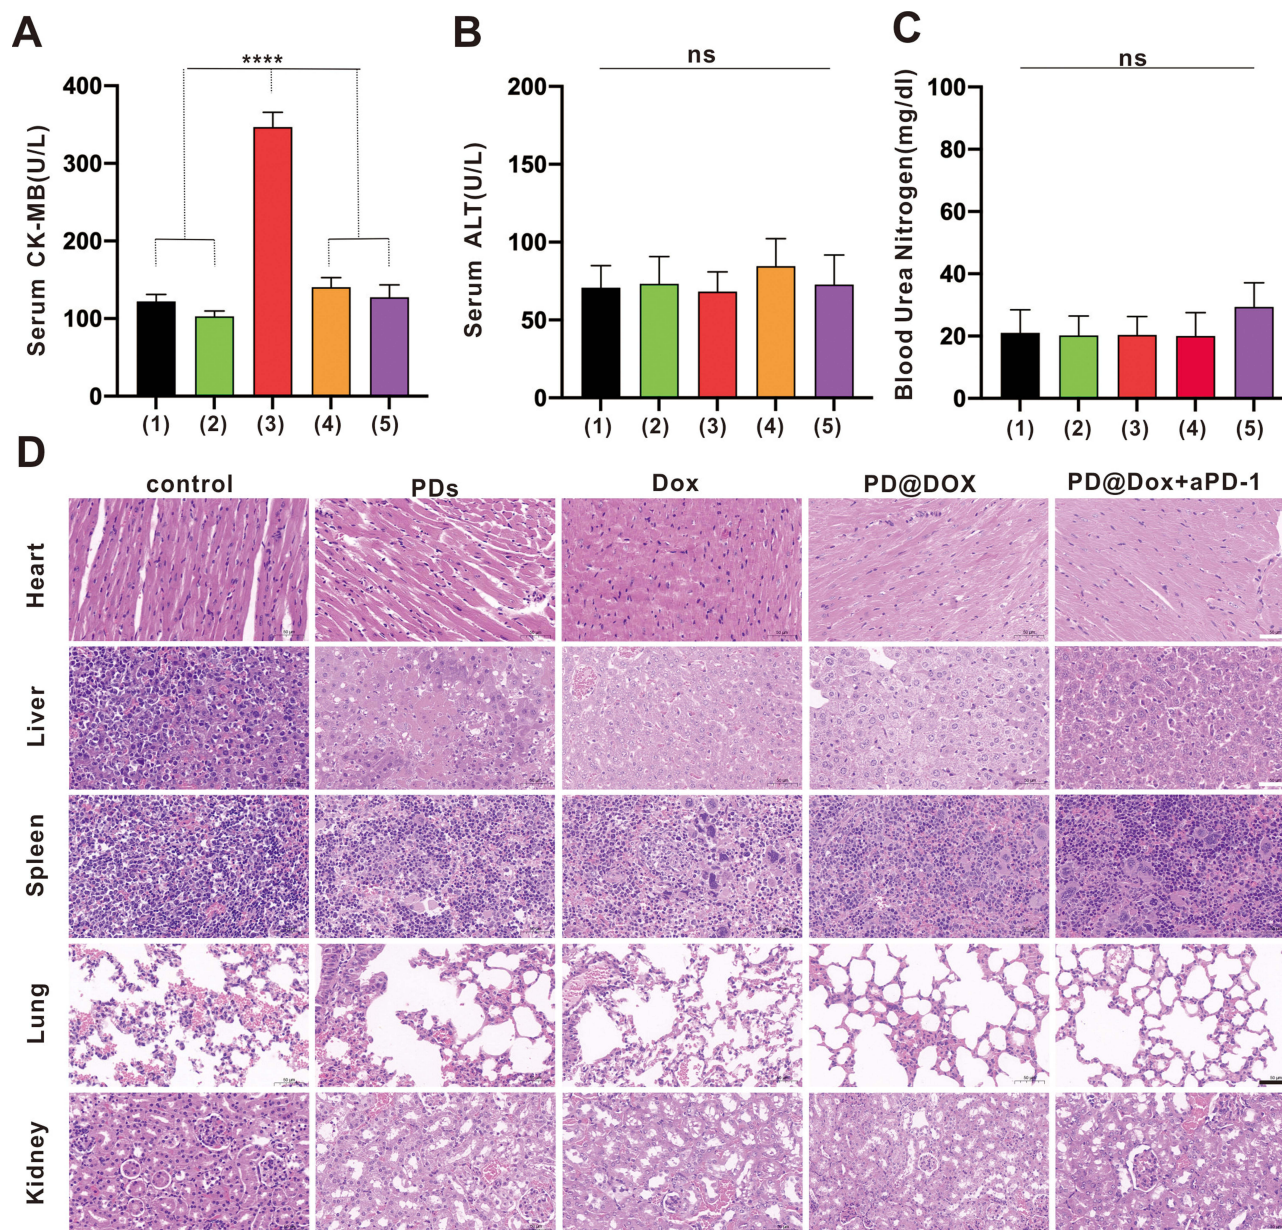 A
B
C
****
ns
ns
Serum CK-MB(U/L)
400
300
200
100
0
(1) (2) (3) (4) (5)
Serum ALT(U/L)
200
150
100
50
0
(1) (2) (3) (4) (5)
Blood Urea Nitrogen(mg/dl)
100
80
60
40
20
0
(1) (2) (3) (4) (5)
D
control PDs Dox PD@DOX PD@Dox+aPD-1
Heart
Liver
Spleen
Lung
Kidney